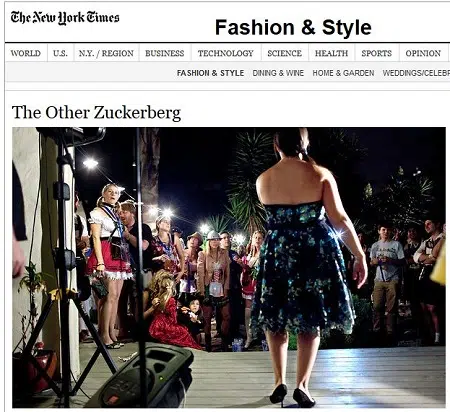 The New York Times
Fashion & Style
WORLD U.S. N.Y. / REGION BUSINESS TECHNOLOGY SCIENCE HEALTH SPORTS OPINION
FASHION & STYLE DINING & WINE HOME & GARDEN WEDDINGS/CELEBR
The Other Zuckerberg